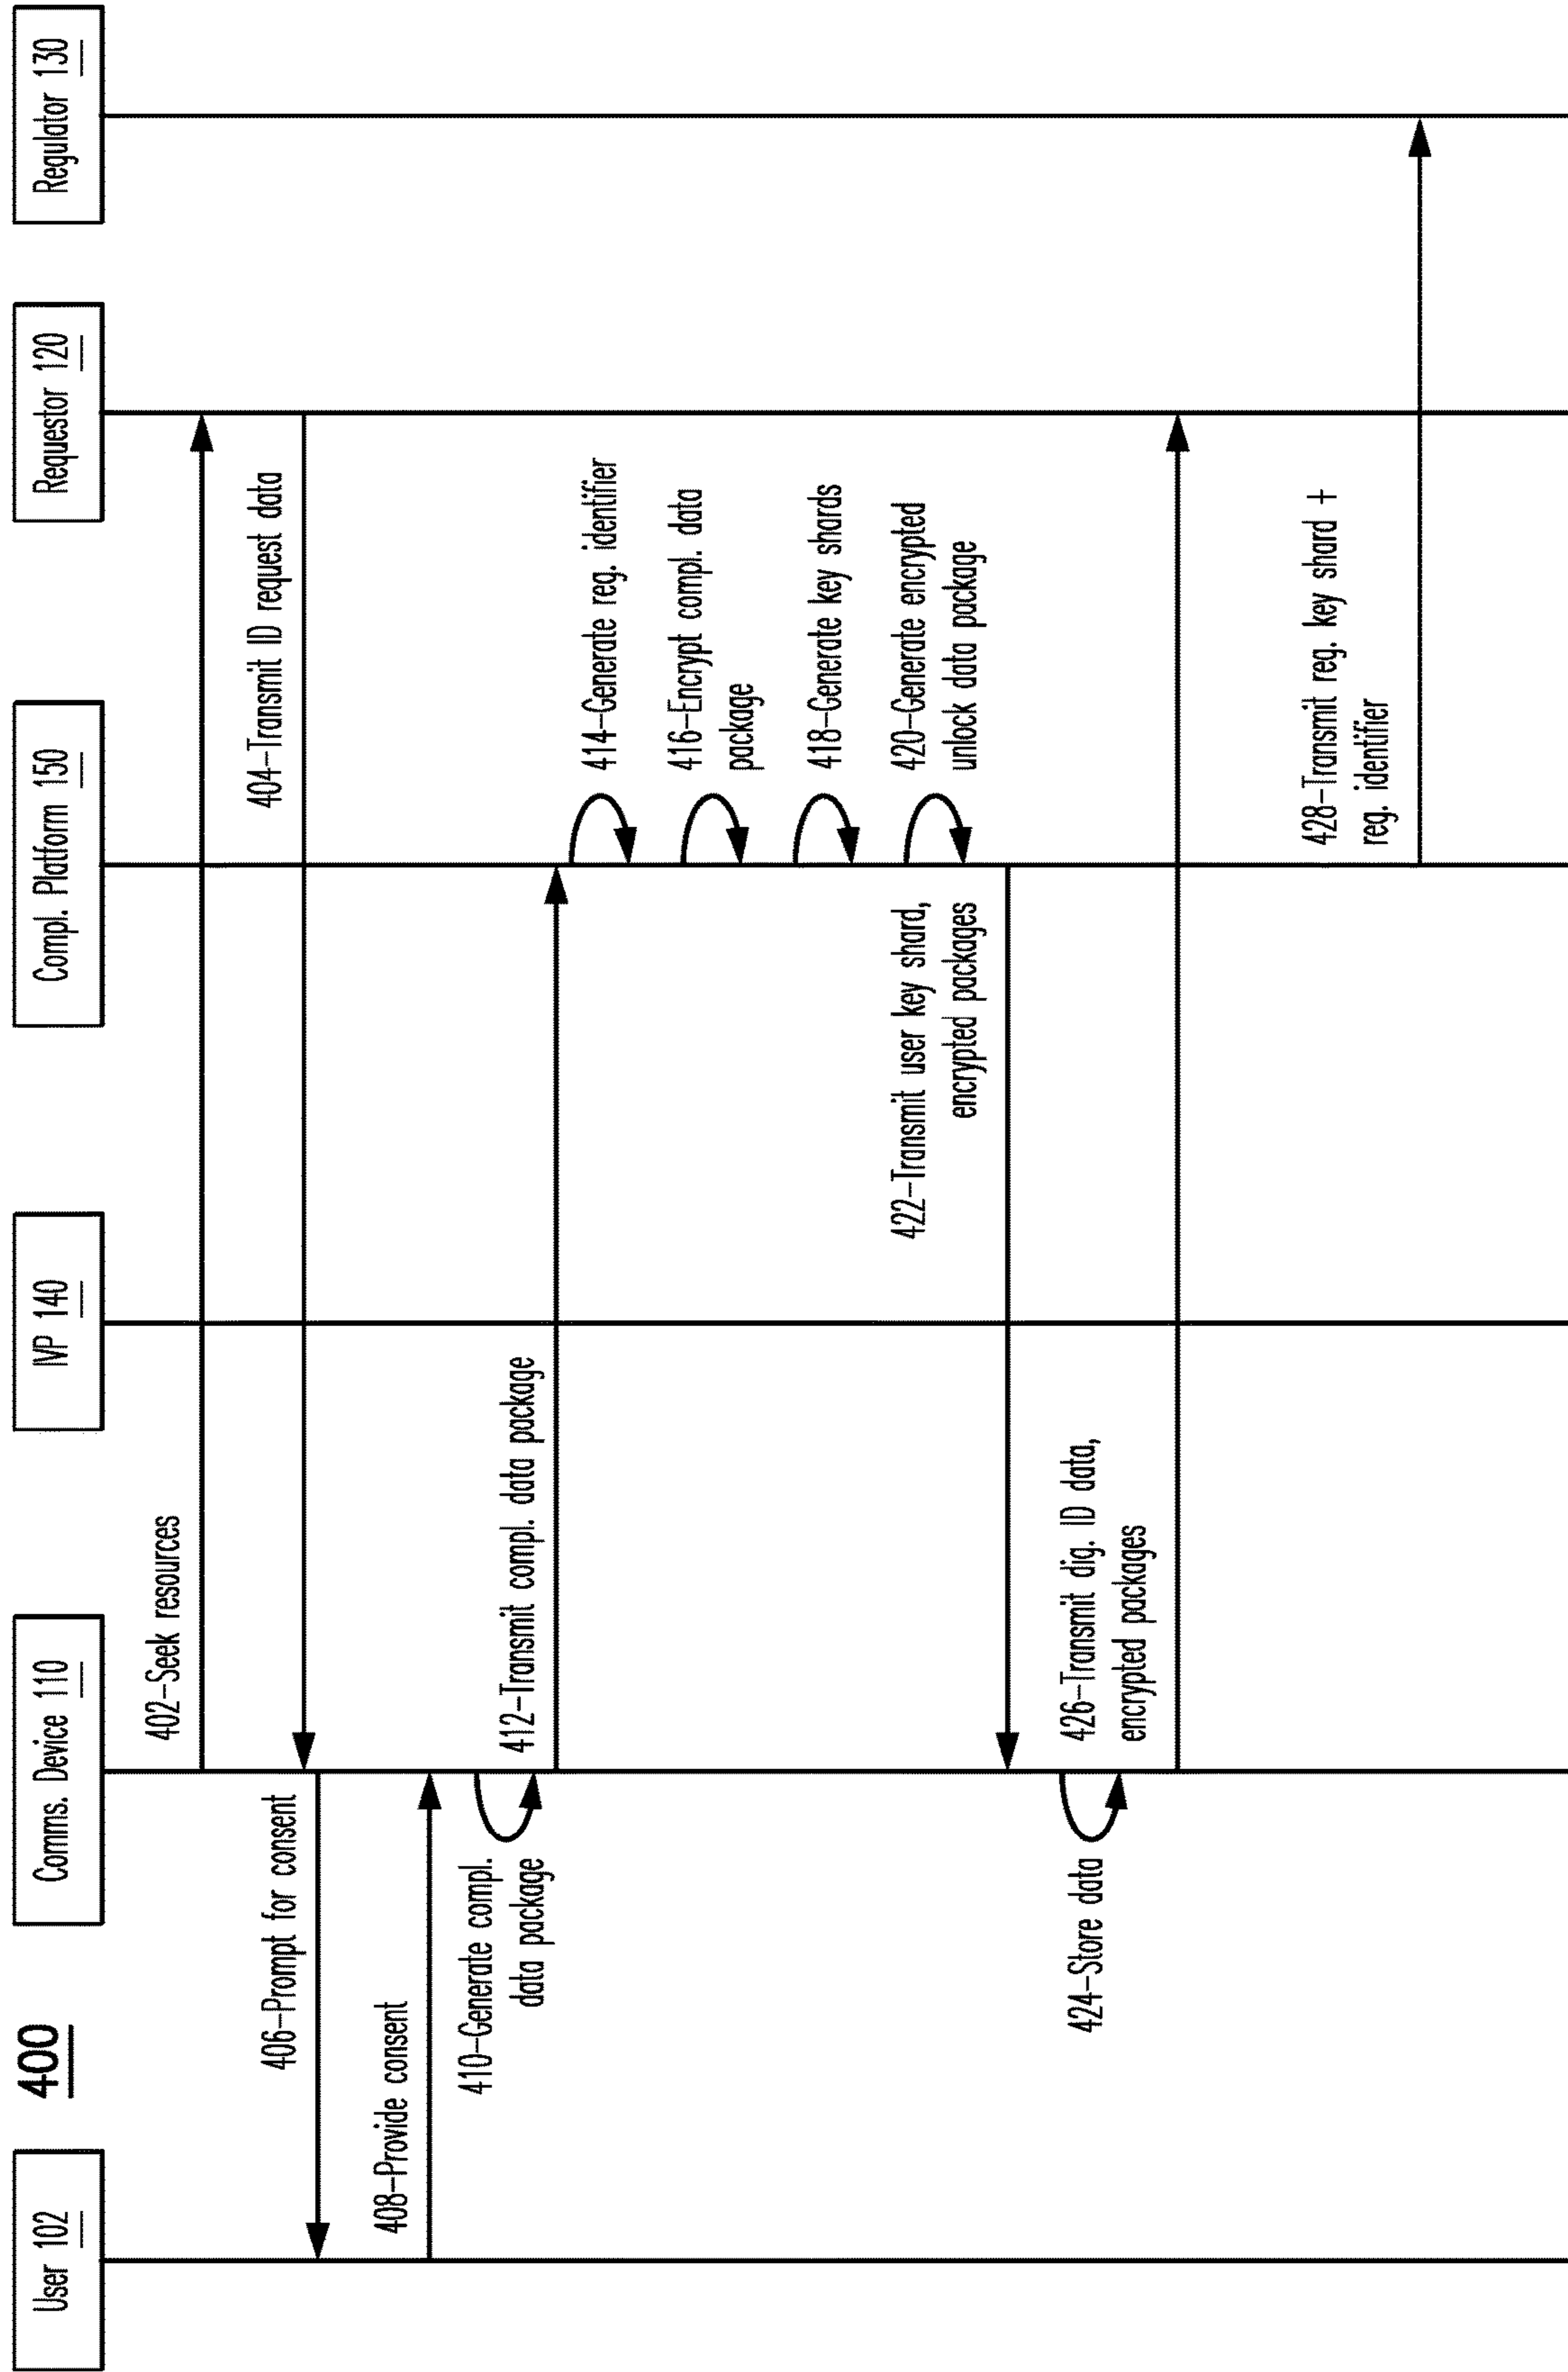 400
User 102
Comms. Device 110
IVP 140
Compl. Platform 150
Requestor 120
Regulator 130
402-Seek resources
404-Transmit ID request data
406-Prompt for consent
408-Provide consent
410-Generate compl.
data package
412-Transmit compl. data package
414-Generate reg. identifier
416-Encrypt compl. data
package
418-Generate key shards
420-Generate encrypted
unlock data package
422-Transmit user key shard,
encrypted packages
424-Store data
426-Transmit dig. ID data,
encrypted packages
428-Transmit reg. key shard +
reg. identifier